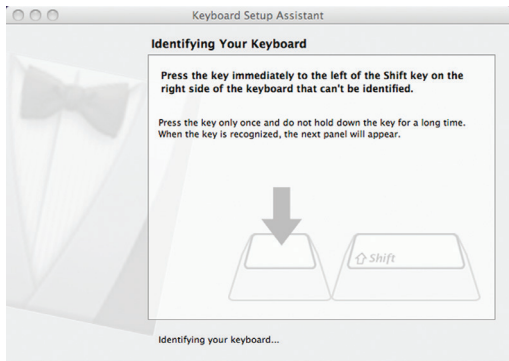 Keyboard Setup Assistant
Identifying Your Keyboard
Press the key immediately to the left of the Shift key on the
right side of the keyboard that can't be identified.
Press the key only once and do not hold down the key for a long time.
When the key is recognized, the next panel will appear.
⇧ Shift
Identifying your keyboard...